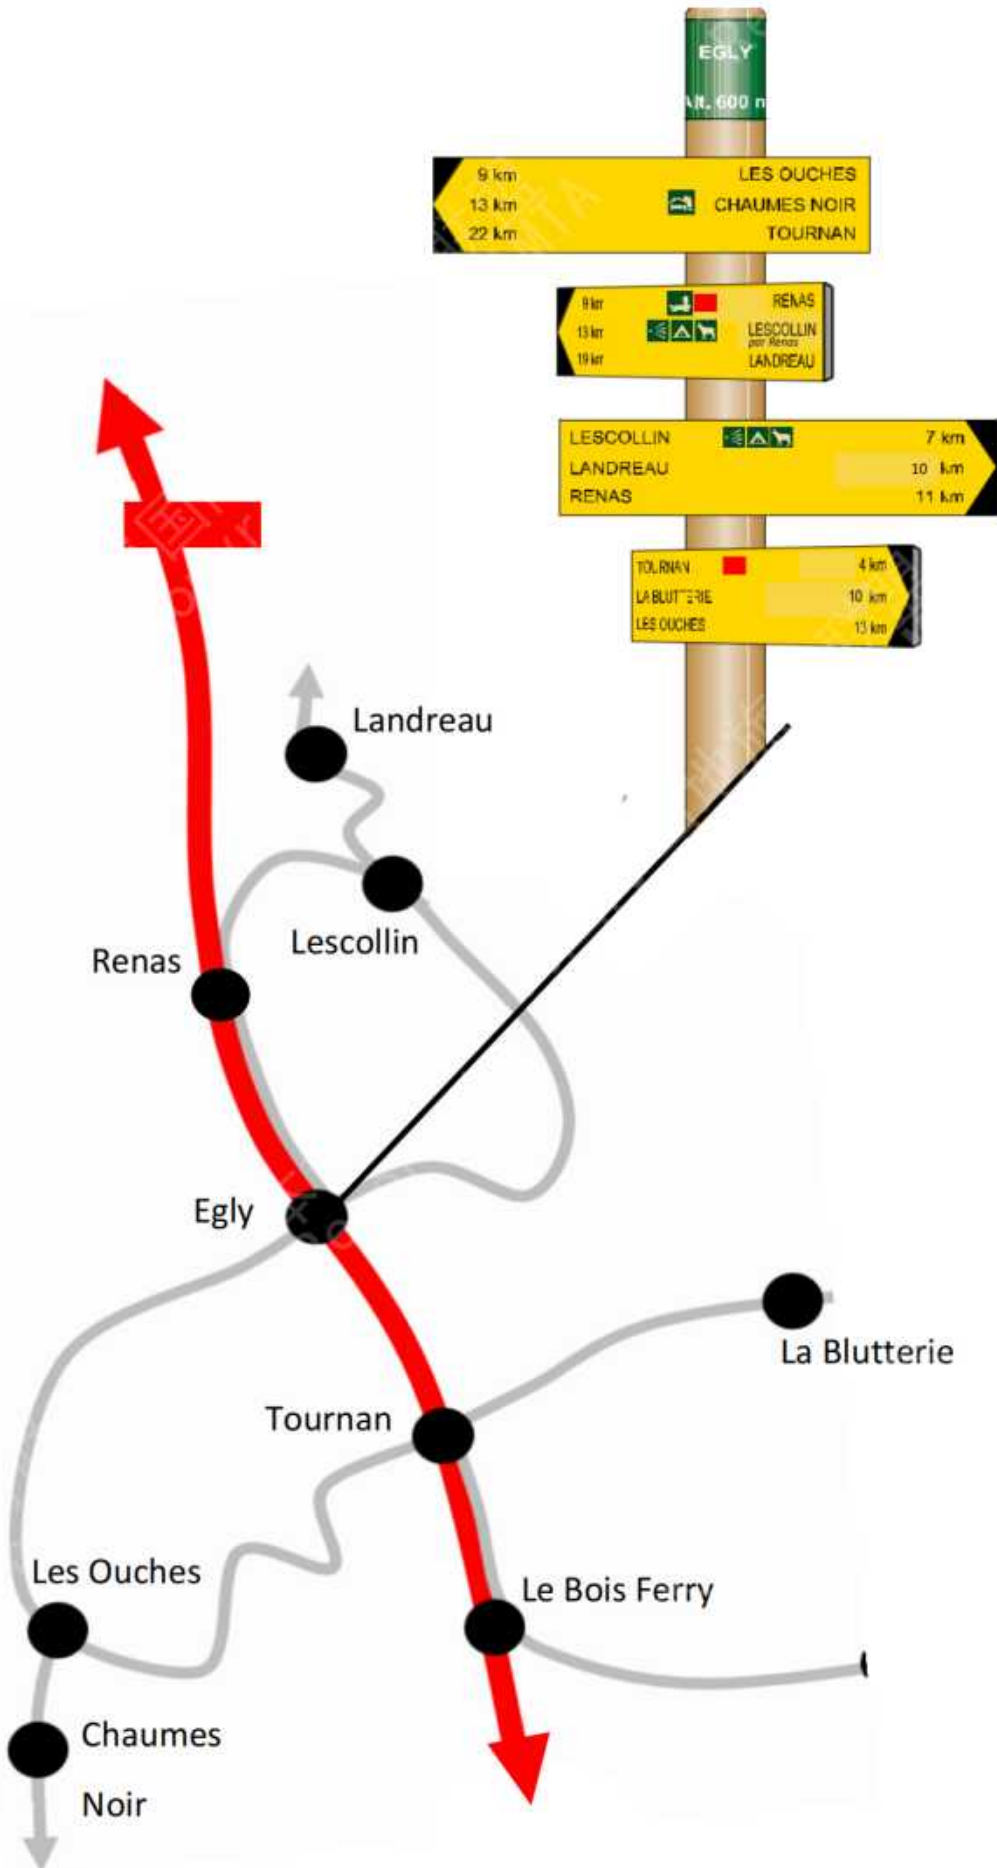 EGLY
Alt. 600 m
9 km LES OUCHES
13 km CHAUMES NOIR
22 km TOURNAN
9 km RENAS
13 km LESCOLLIN
par Renas
19 km LANDREAU
LESCOLLIN 7 km
LANDREAU 10 km
RENAS 11 km
TOURNAN 4 km
LA BLUTTERIE 10 km
LES OUCHES 13 km
Landreau
Lescollin
Renas
Egly
La Blutterie
Tournan
Les Ouches
Le Bois Ferry
Chaumes
Noir